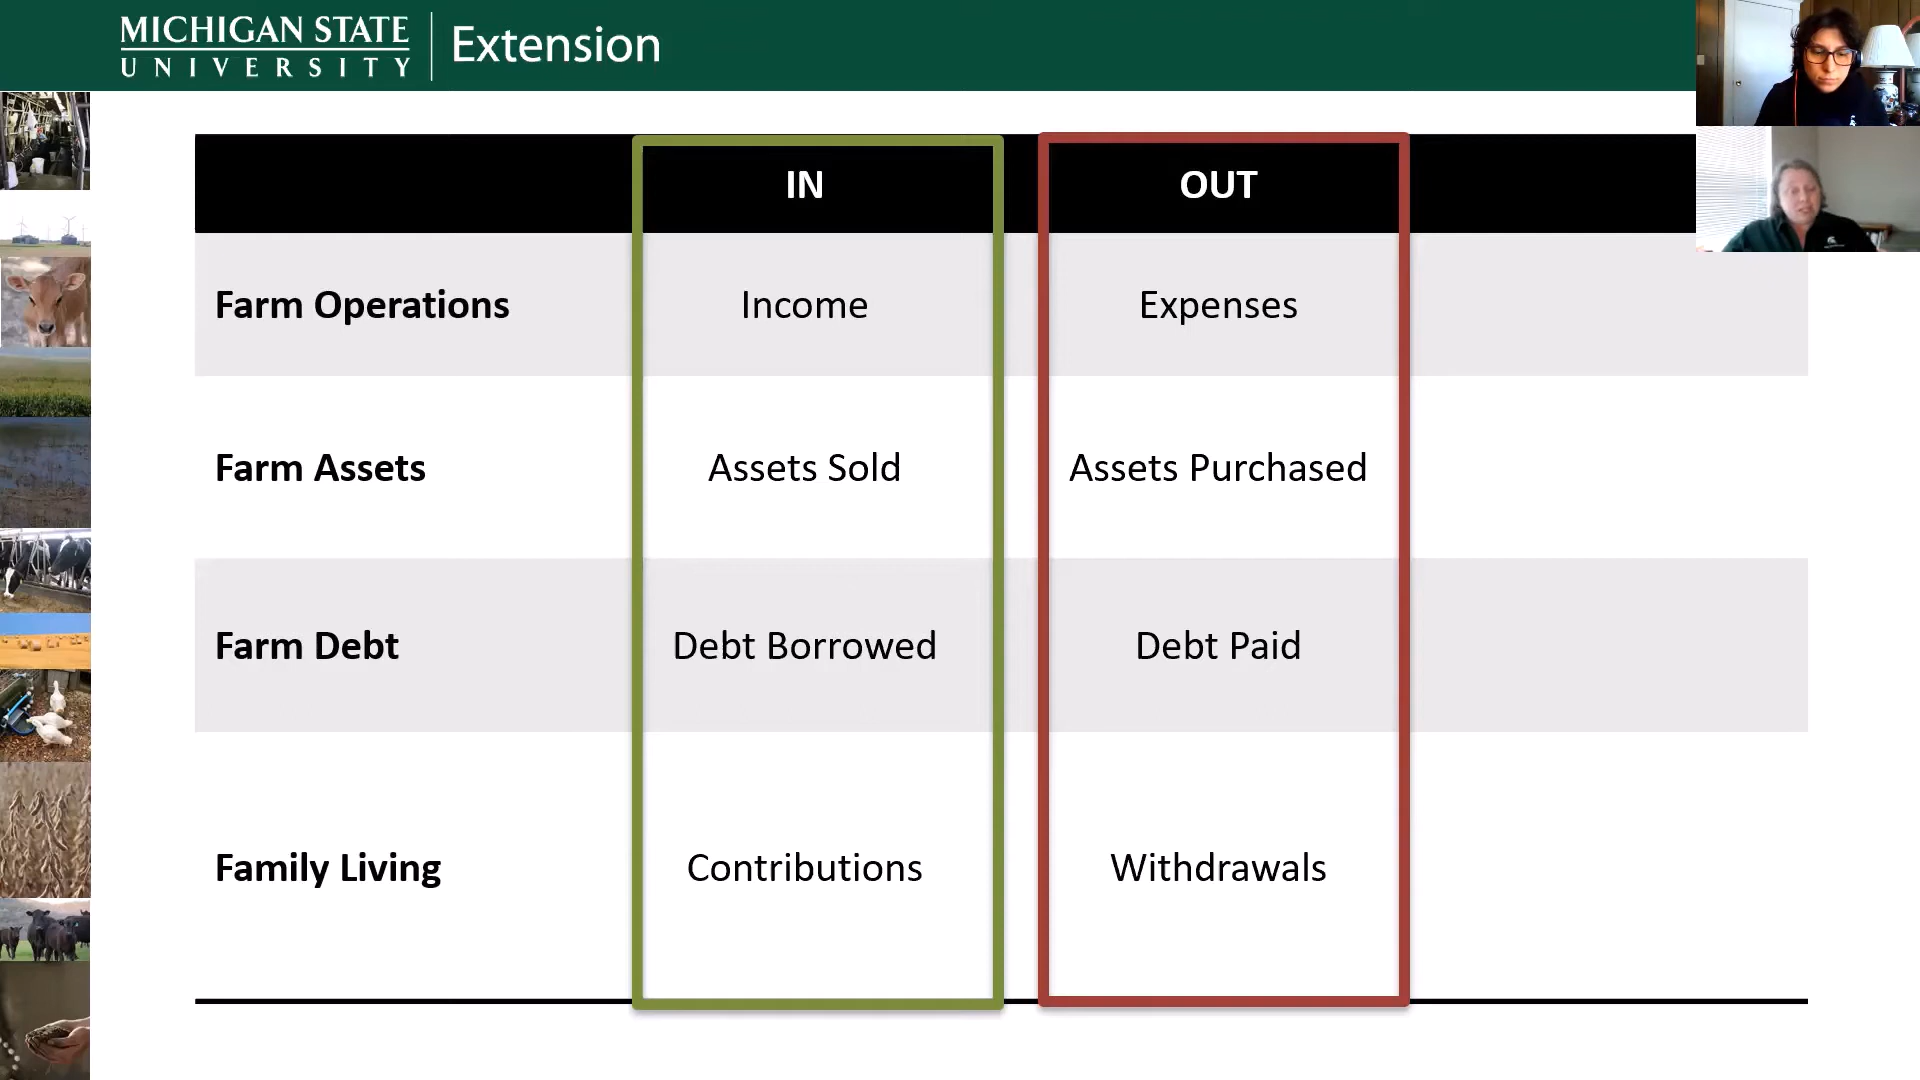 MICHIGAN STATE
UNIVERSITY
Extension
IN OUT
Farm Operations Income Expenses
Farm Assets Assets Sold Assets Purchased
Farm Debt Debt Borrowed Debt Paid
Family Living Contributions Withdrawals